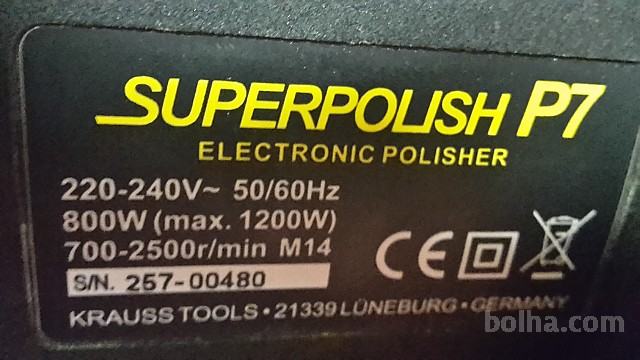 SUPERPOLISH P7
ELECTRONIC POLISHER
220-240V~ 50/60Hz
800W (max. 1200W)
700-2500r/min M14
CE
S/N. 257-00480
KRAUSS TOOLS • 21339 LÜNEBURG • GERMANY
bolha.com